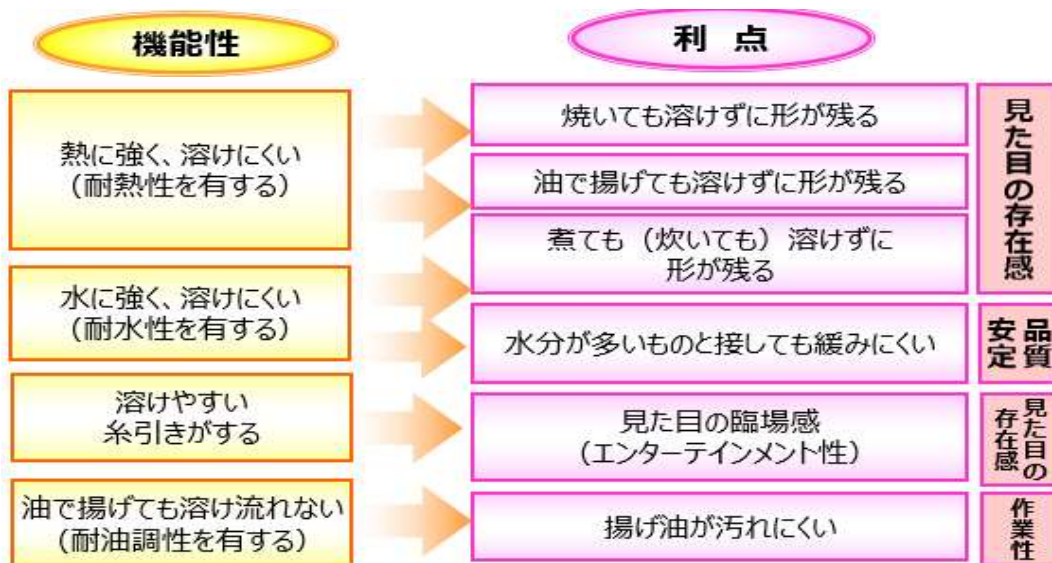 機能性
利 点
熱に強く、溶けにくい
(耐熱性を有する)
水に強く、溶けにくい
(耐水性を有する)
溶けやすい
糸引きがする
油で揚げても溶け流れない
(耐油調性を有する)
焼いても溶けずに形が残る
油で揚げても溶けずに形が残る
煮ても（炊いても）溶けずに
形が残る
水分が多いものと接しても緩みにくい
見た目の臨場感
(エンターテインメント性)
揚げ油が汚れにくい
見た目の存在感
品質
安定
見た目の
存在感
作業性